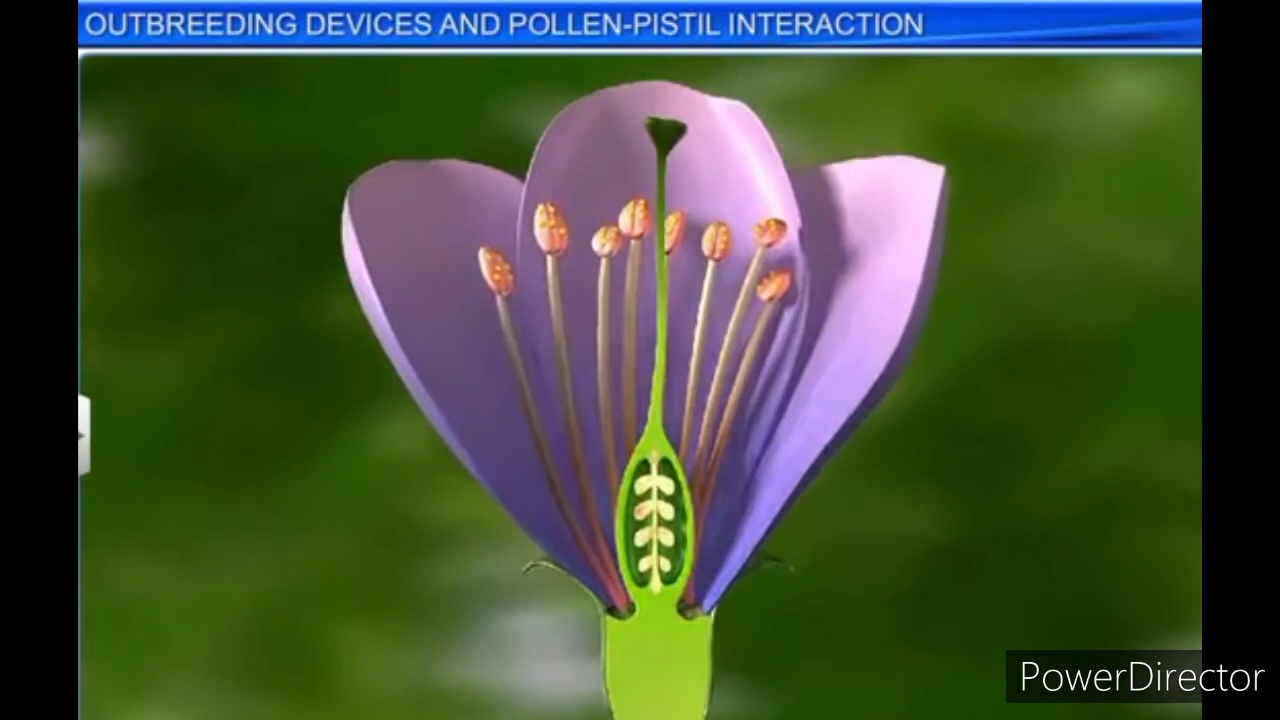 OUTBREEDING DEVICES AND POLLEN-PISTIL INTERACTION
PowerDirector